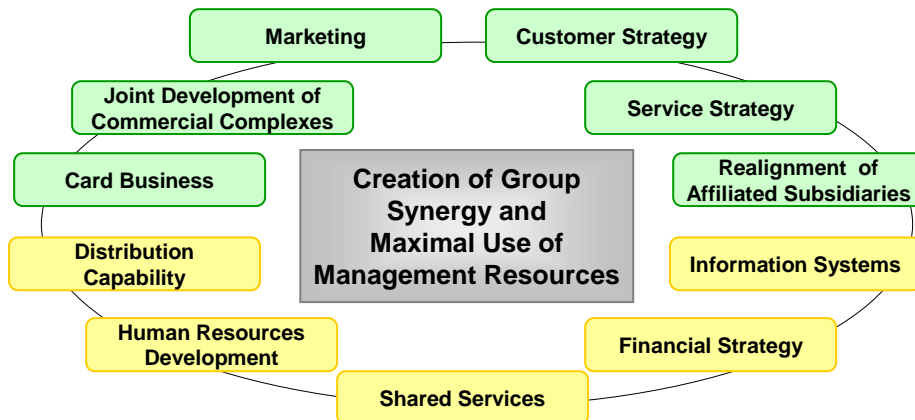 Marketing
Customer Strategy
Joint Development of
Commercial Complexes
Service Strategy
Card Business
Creation of Group
Synergy and
Maximal Use of
Management Resources
Realignment of
Affiliated Subsidiaries
Distribution
Capability
Information Systems
Human Resources
Development
Financial Strategy
Shared Services